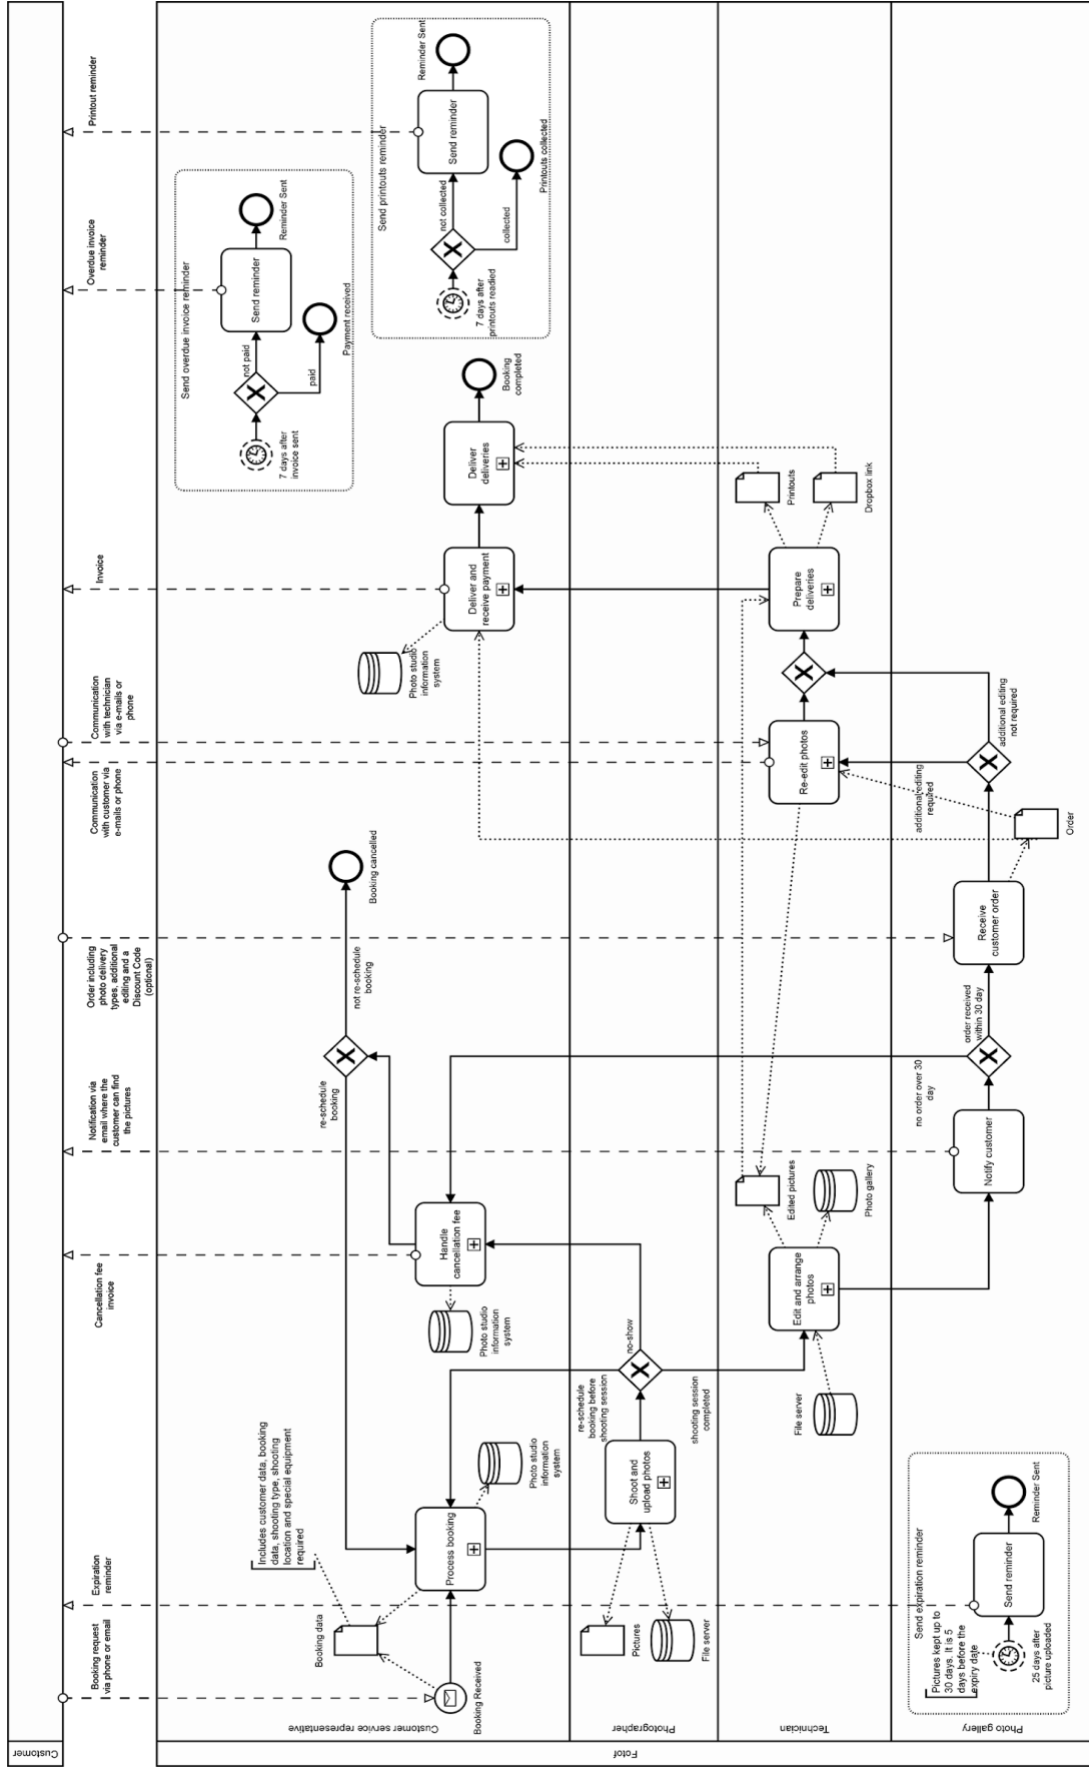 Customer
Fotof
Customer service representative
Photographer
Technician
Photo gallery
Booking request
via phone or email
Expiration
reminder
Cancellation fee
invoice
Notification via
email where the
customer can find
the pictures
Order including
photo delivery
types, additional
editing and a
Discount Code
(optional)
Communication
with customer via
e-mails or phone
Communication
with technician
via e-mails or
phone
Invoice
Overdue invoice
reminder
Printout reminder
Booking Received
Booking data
Includes customer data, booking
data, shooting type, shooting
location and special equipment
required
Process booking
Photo studio
information
system
re-schedule
booking
not re-schedule
booking
Booking cancelled
Handle
cancellation fee
Photo studio
information
system
Photo studio
information
system
Deliver and
receive payment
Deliver
deliveries
Booking
completed
Send overdue invoice reminder
7 days after
invoice sent
not paid
paid
Send reminder
Reminder Sent
Payment received
Send printouts reminder
7 days after
printouts readied
not collected
collected
Send reminder
Reminder Sent
Printouts collected
Pictures
File server
Shoot and
upload photos
re-schedule
booking before
shooting session
no-show
shooting session
completed
File server
Edit and arrange
photos
Edited pictures
Photo gallery
Re-edit photos
Prepare
deliveries
Printouts
Dropbox link
Send expiration reminder
Pictures kept up to
30 days. It is 5
days before the
expiry date
25 days after
picture uploaded
Send reminder
Reminder Sent
Notify customer
no order over 30
day
order received
within 30 day
Receive
customer order
Order
additional editing
required
additional editing
not required